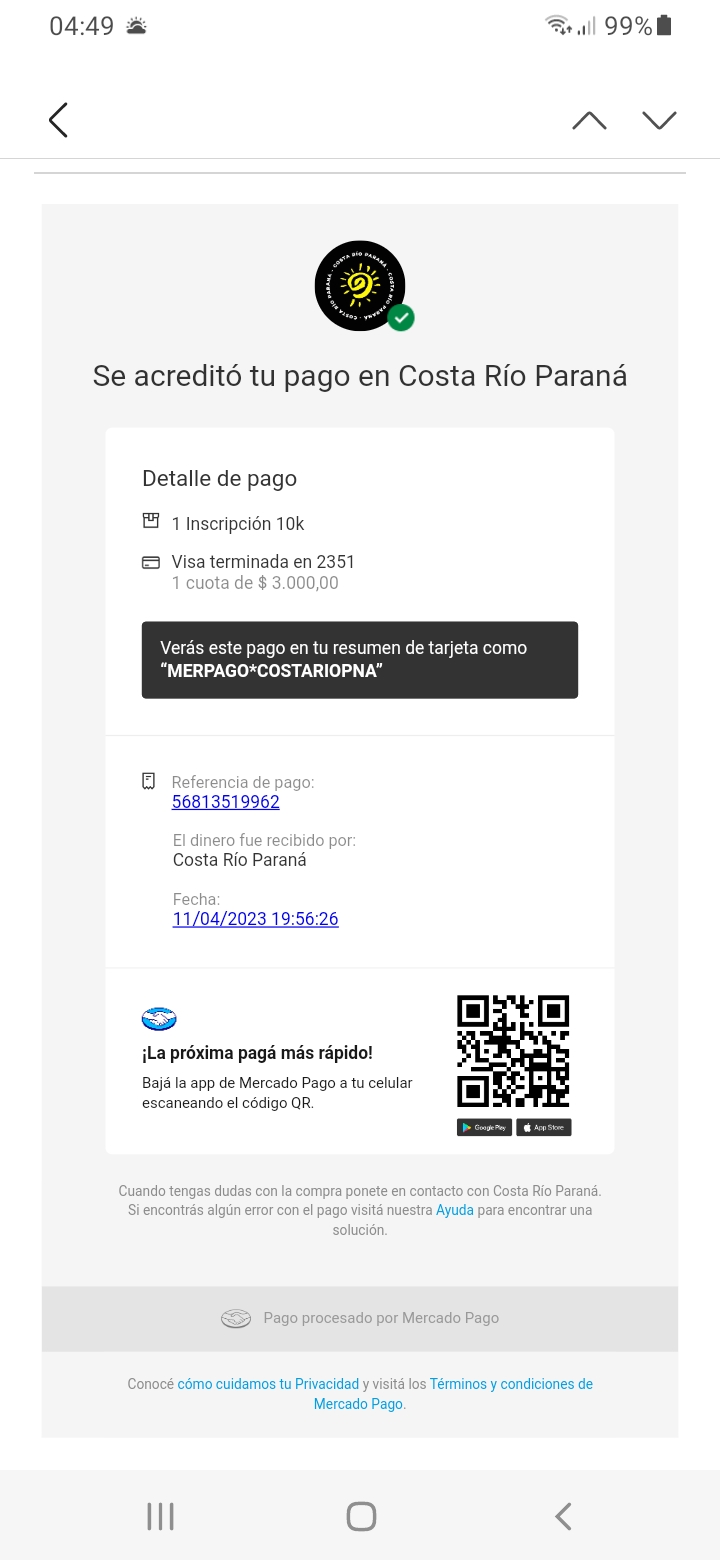 04:49
99%
COSTA RÍO PARANÁ · COSTA RÍO PARANÁ · COSTA RÍO PARANÁ ·
Se acreditó tu pago en Costa Río Paraná
Detalle de pago
1 Inscripción 10k
Visa terminada en 2351
1 cuota de $ 3.000,00
Verás este pago en tu resumen de tarjeta como
“MERPAGO*COSTARIOPNA”
Referencia de pago:
56813519962
El dinero fue recibido por:
Costa Río Paraná
Fecha:
11/04/2023 19:56:26
¡La próxima pagá más rápido!
Bajá la app de Mercado Pago a tu celular
escaneando el código QR.
Google Play
App Store
Cuando tengas dudas con la compra ponete en contacto con Costa Río Paraná.
Si encontrás algún error con el pago visitá nuestra Ayuda para encontrar una
solución.
Pago procesado por Mercado Pago
Conocé cómo cuidamos tu Privacidad y visitá los Términos y condiciones de
Mercado Pago.